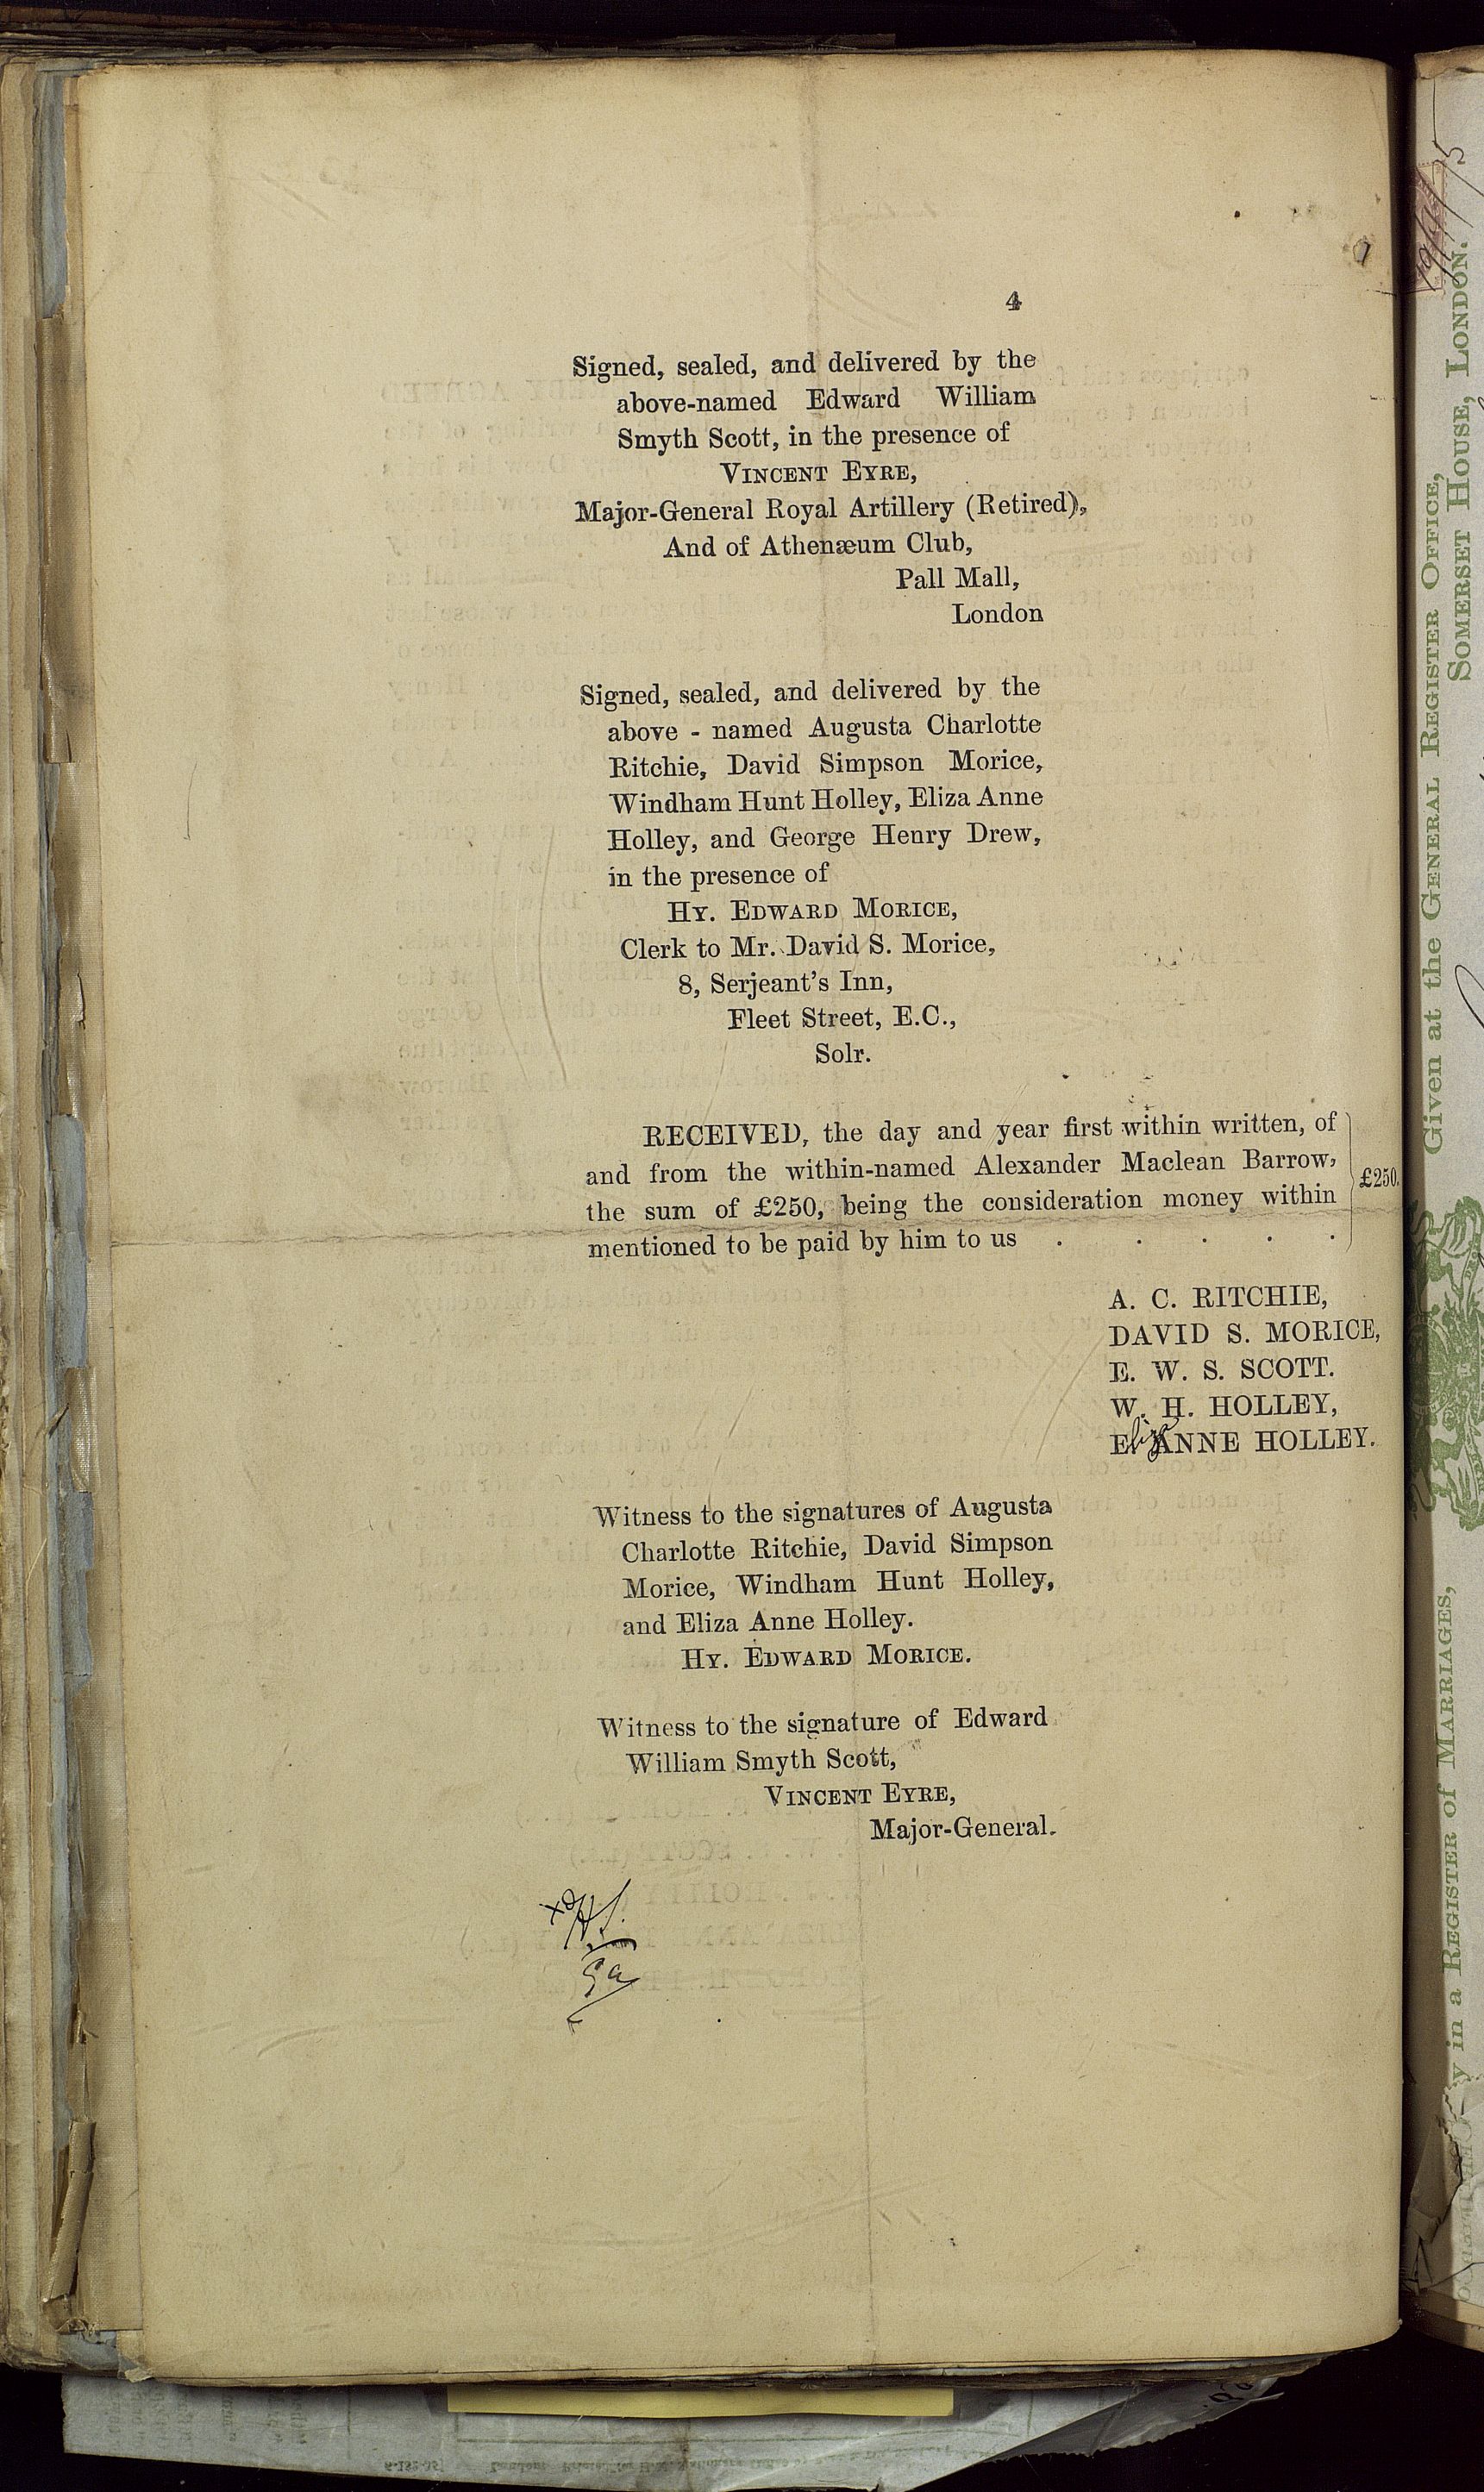 4
Signed, sealed, and delivered by the
above-named Edward William
Smyth Scott, in the presence of
VINCENT EYRE,
Major-General Royal Artillery (Retired),
And of Athenæum Club,
Pall Mall,
London
Signed, sealed, and delivered by the
above - named Augusta Charlotte
Ritchie, David Simpson Morice,
Windham Hunt Holley, Eliza Anne
Holley, and George Henry Drew,
in the presence of
HY. EDWARD MORICE,
Clerk to Mr. David S. Morice,
8, Serjeant's Inn,
Fleet Street, E.C.,
Solr.
RECEIVED, the day and year first within written, of
and from the within-named Alexander Maclean Barrow,
the sum of £250, being the consideration money within
mentioned to be paid by him to us . . . . .
£250.
A. C. RITCHIE,
DAVID S. MORICE,
E. W. S. SCOTT.
W. H. HOLLEY,
Eliza ANNE HOLLEY.
Witness to the signatures of Augusta
Charlotte Ritchie, David Simpson
Morice, Windham Hunt Holley,
and Eliza Anne Holley.
HY. EDWARD MORICE.
Witness to the signature of Edward
William Smyth Scott,
VINCENT EYRE,
Major-General.
Given at the GENERAL REGISTER OFFICE,
SOMERSET HOUSE, LONDON.
y in a REGISTER of MARRIAGES,